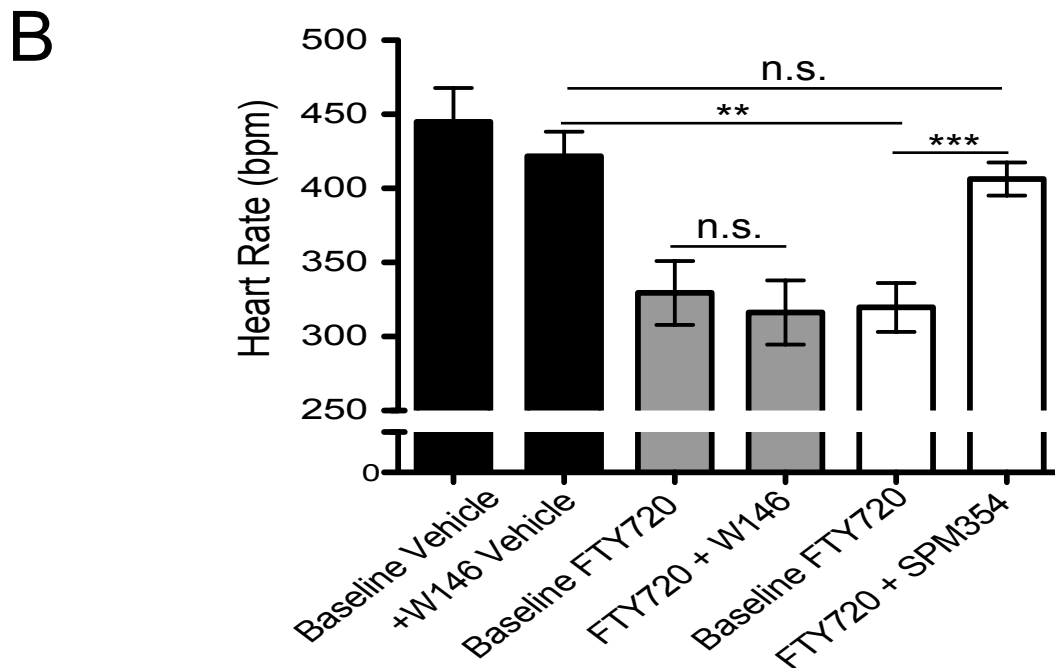 B
Heart Rate (bpm)
500
450
400
350
300
250
0
n.s.
**
***
n.s.
Baseline Vehicle
+W146 Vehicle
Baseline FTY720
FTY720 + W146
Baseline FTY720
FTY720 + SPM354